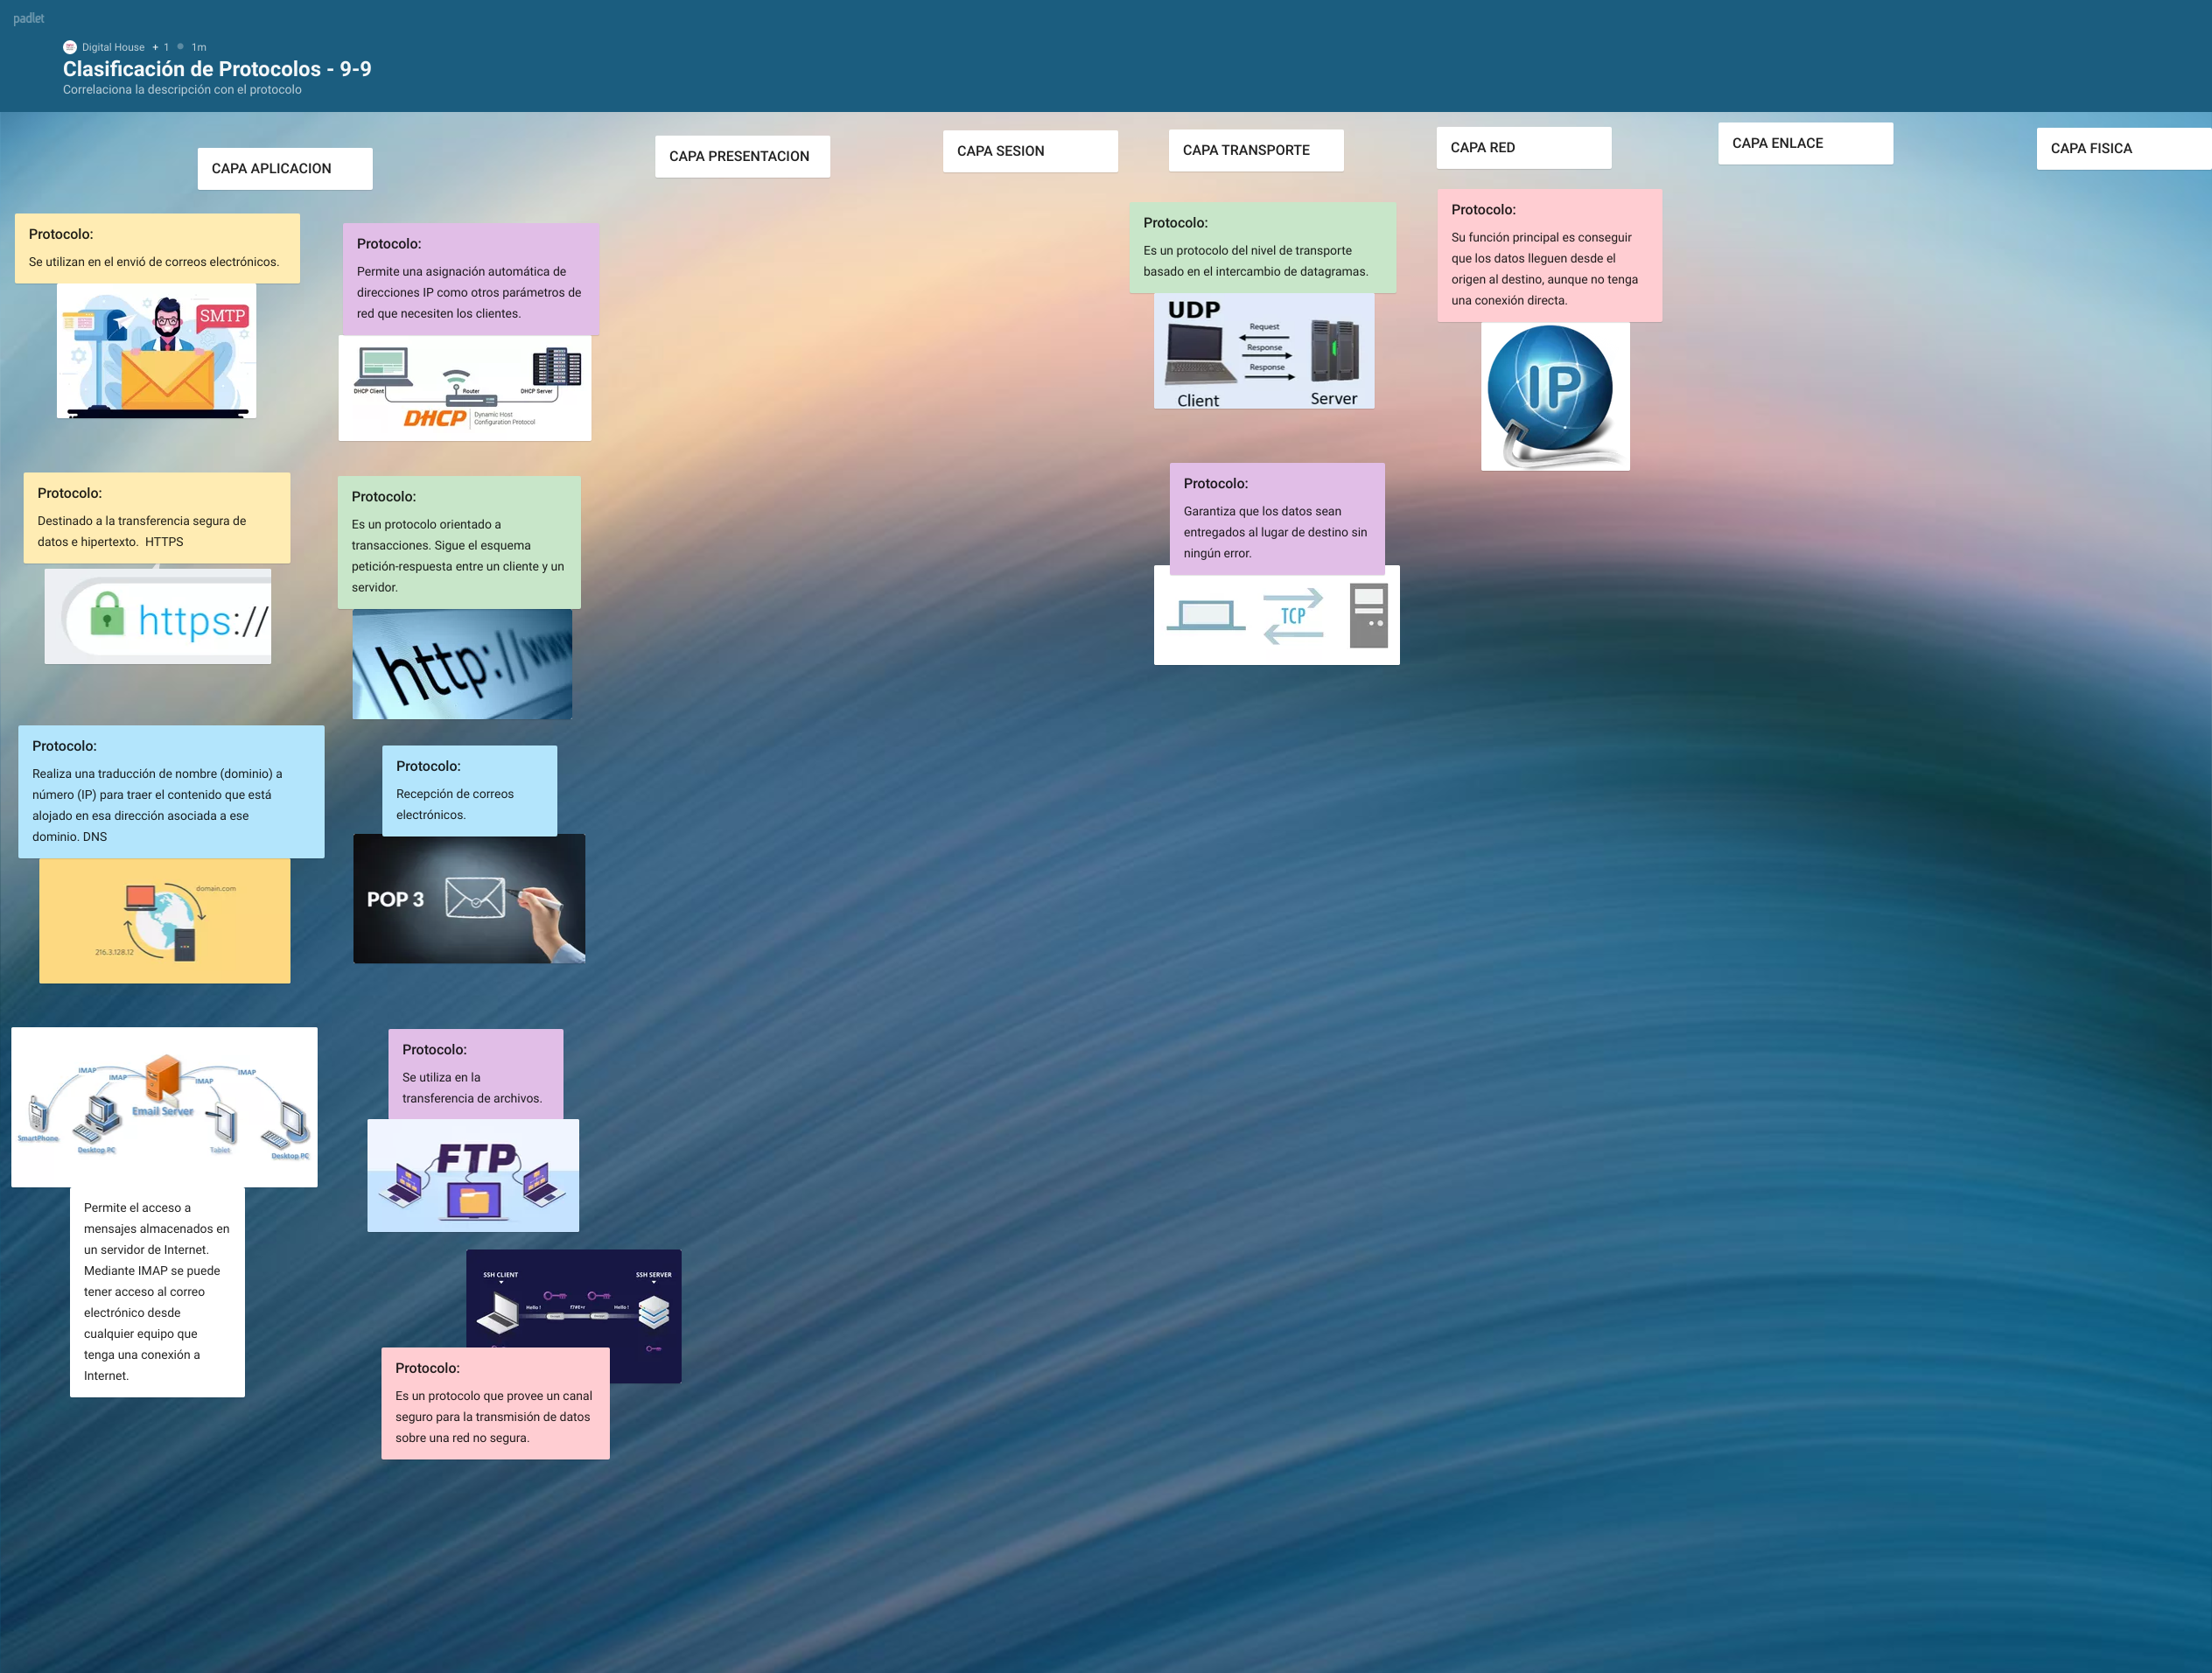 padlet
Digital House + 1 1m
Clasificación de Protocolos - 9-9
Correlaciona la descripción con el protocolo
CAPA APLICACION
CAPA PRESENTACION
CAPA SESION
CAPA TRANSPORTE
CAPA RED
CAPA ENLACE
CAPA FISICA
Protocolo:
Se utilizan en el envió de correos electrónicos.
SMTP
Protocolo:
Destinado a la transferencia segura de
datos e hipertexto. HTTPS
https://
Protocolo:
Realiza una traducción de nombre (dominio) a
número (IP) para traer el contenido que está
alojado en esa dirección asociada a ese
dominio. DNS
domain.com
216.3.128.12
IMAP
IMAP
IMAP
IMAP
Email Server
SmartPhone
Desktop PC
Tablet
Desktop PC
Permite el acceso a
mensajes almacenados en
un servidor de Internet.
Mediante IMAP se puede
tener acceso al correo
electrónico desde
cualquier equipo que
tenga una conexión a
Internet.
Protocolo:
Permite una asignación automática de
direcciones IP como otros parámetros de
red que necesiten los clientes.
DHCP Client
Router
DHCP Server
DHCP
Dynamic Host
Configuration Protocol
Protocolo:
Es un protocolo orientado a
transacciones. Sigue el esquema
petición-respuesta entre un cliente y un
servidor.
http://www
Protocolo:
Recepción de correos
electrónicos.
POP 3
Protocolo:
Se utiliza en la
transferencia de archivos.
FTP
SSH CLIENT
SSH SERVER
Hello !
Hello !
Protocolo:
Es un protocolo que provee un canal
seguro para la transmisión de datos
sobre una red no segura.
Protocolo:
Es un protocolo del nivel de transporte
basado en el intercambio de datagramas.
UDP
Request
Response
Response
Client
Server
Protocolo:
Garantiza que los datos sean
entregados al lugar de destino sin
ningún error.
TCP
Protocolo:
Su función principal es conseguir
que los datos lleguen desde el
origen al destino, aunque no tenga
una conexión directa.
IP